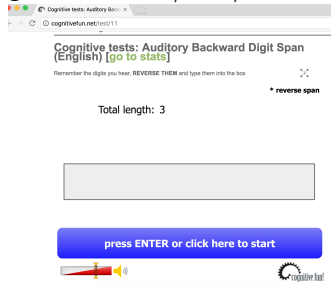 Cognitive tests: Auditory Back
cognitivefun.net/test/11
Cognitive tests: Auditory Backward Digit Span
(English) [go to stats]
Remember the digits you hear, REVERSE THEM and type them into the box
* reverse span
Total length: 3
press ENTER or click here to start
cognitive fun!